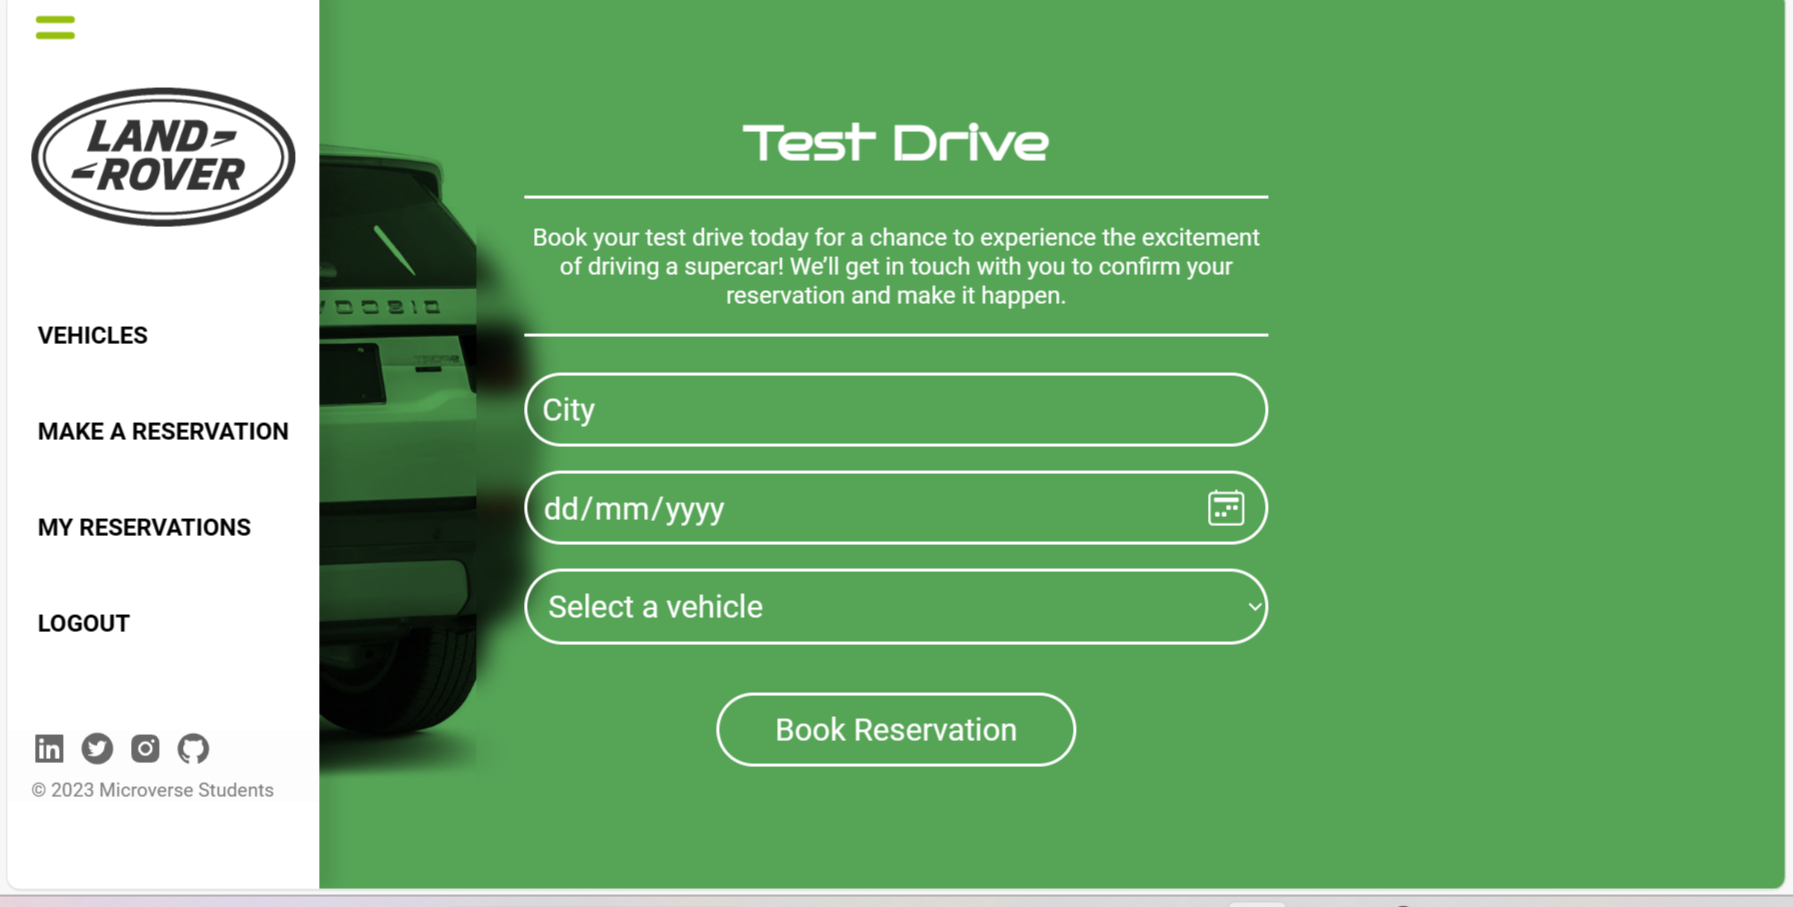 LAND
ROVER
VEHICLES
MAKE A RESERVATION
MY RESERVATIONS
LOGOUT
© 2023 Microverse Students
Test Drive
Book your test drive today for a chance to experience the excitement
of driving a supercar! We’ll get in touch with you to confirm your
reservation and make it happen.
City
dd/mm/yyyy
Select a vehicle
Book Reservation